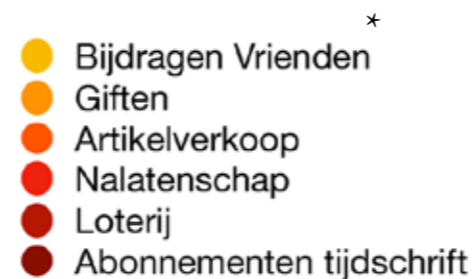 Bijdragen Vrienden*
Giften
Artikelverkoop
Nalatenschap
Loterij
Abonnementen tijdschrift